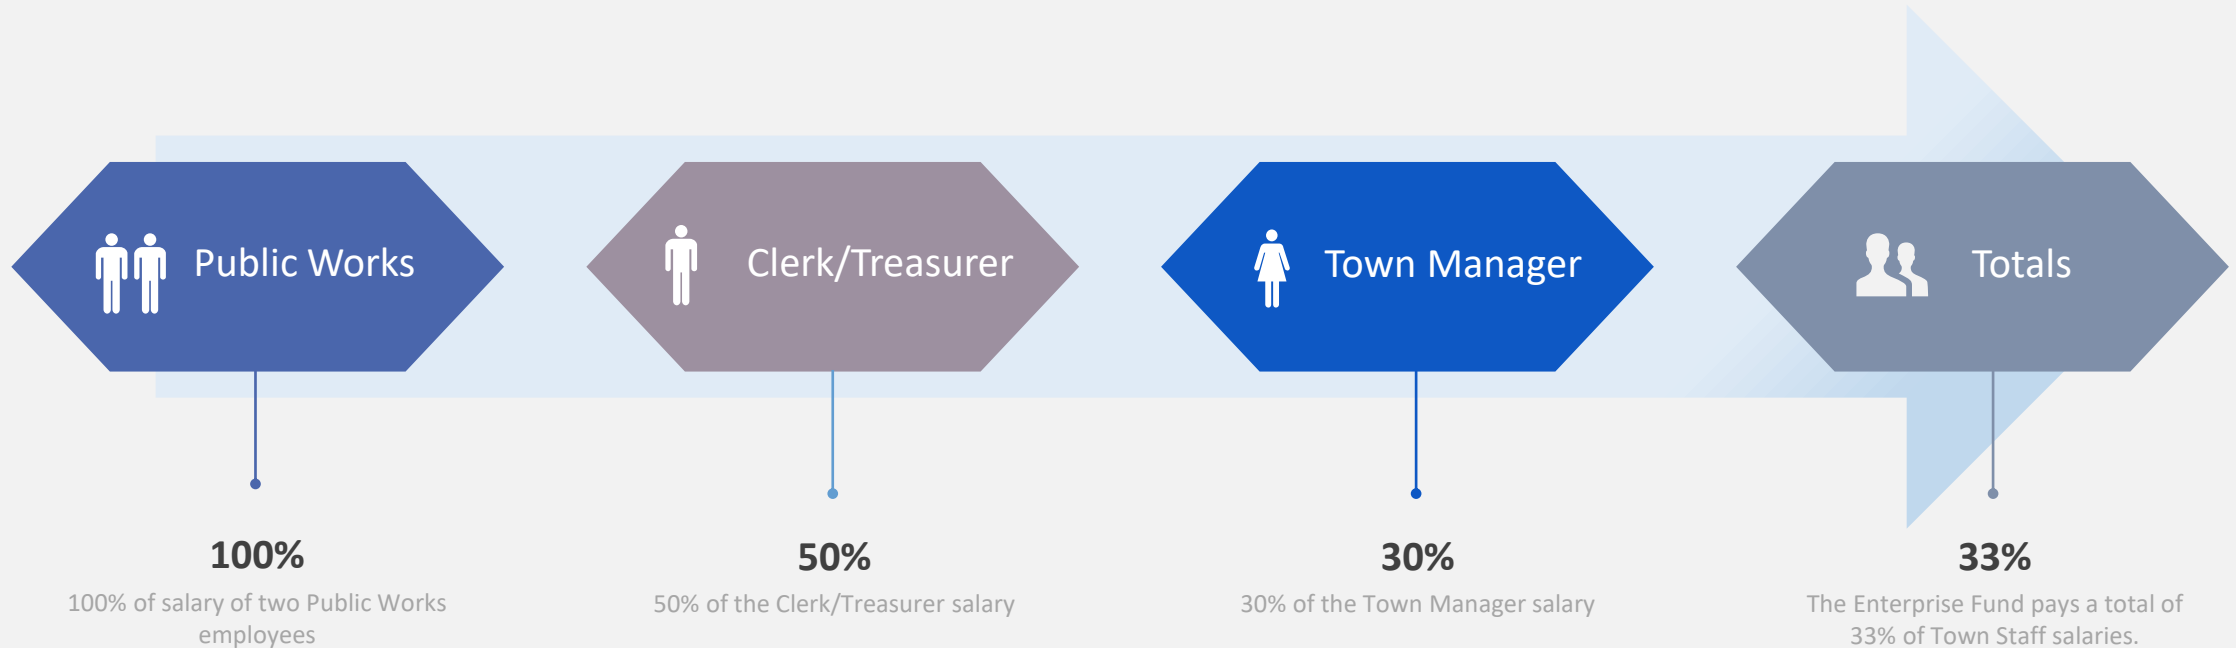 Public Works
Clerk/Treasurer
Town Manager
Totals
100%
100% of salary of two Public Works
employees
50%
50% of the Clerk/Treasurer salary
30%
30% of the Town Manager salary
33%
The Enterprise Fund pays a total of
33% of Town Staff salaries.